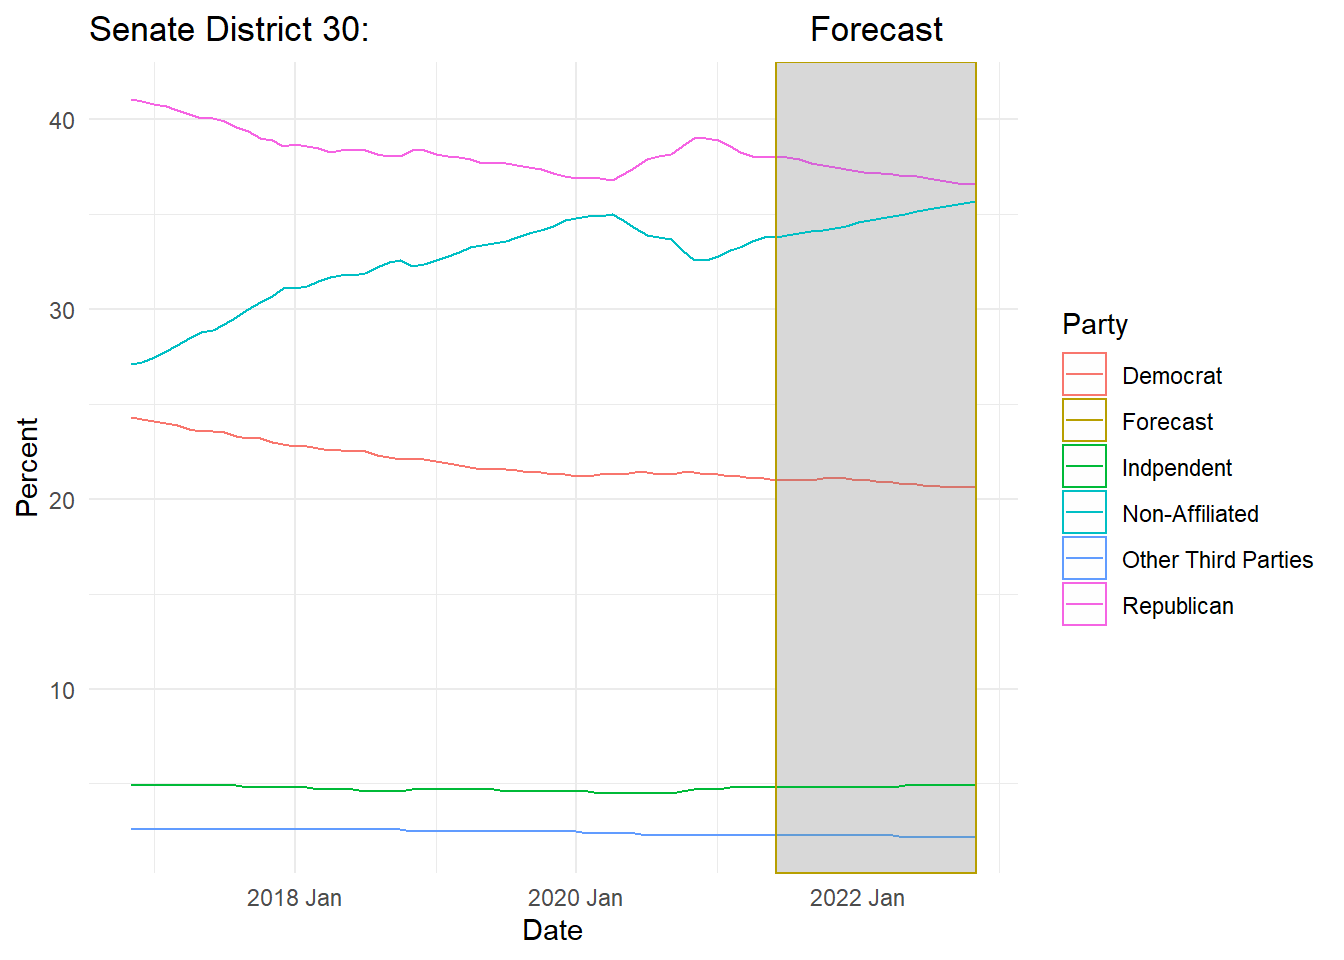 Senate District 30:
Forecast
40
30
20
10
Percent
2018 Jan
2020 Jan
2022 Jan
Date
Party
Democrat
Forecast
Indpendent
Non-Affiliated
Other Third Parties
Republican